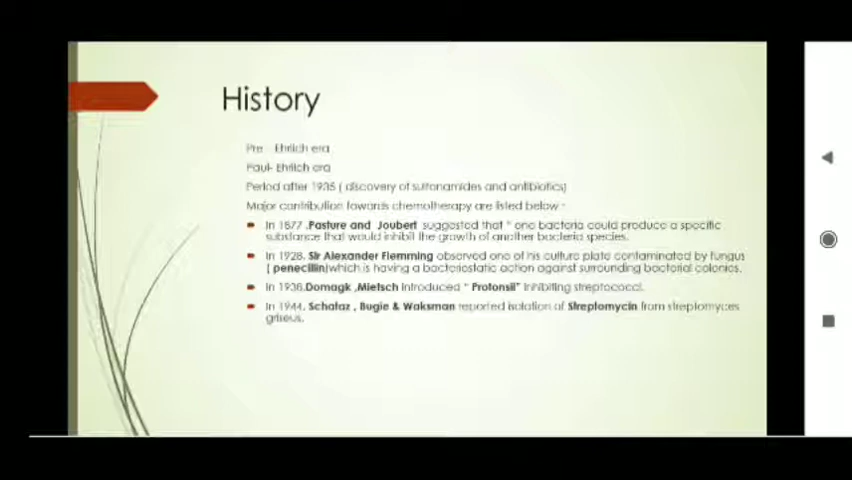 History
Pre - Ehrlich era
Paul- Ehrlich era
Period after 1935 ( discovery of sulfonamides and antibiotics)
Major contribution towards chemotherapy are listed below -
In 1877 ,Pasture and Joubert suggested that " one bacteria could produce a specific
substance that would inhibit the growth of another bacteria species.
In 1928, Sir Alexander Flemming observed one of his culture plate contaminated by fungus
( penecillin)which is having a bacteriostatic action against surrounding bacterial colonies.
In 1938,Domagk ,Mietsch introduced " Protonsil" inhibiting streptococci.
In 1944, Schataz , Bugie & Waksman reported isolation of Streptomycin from streptomyces
griseus.